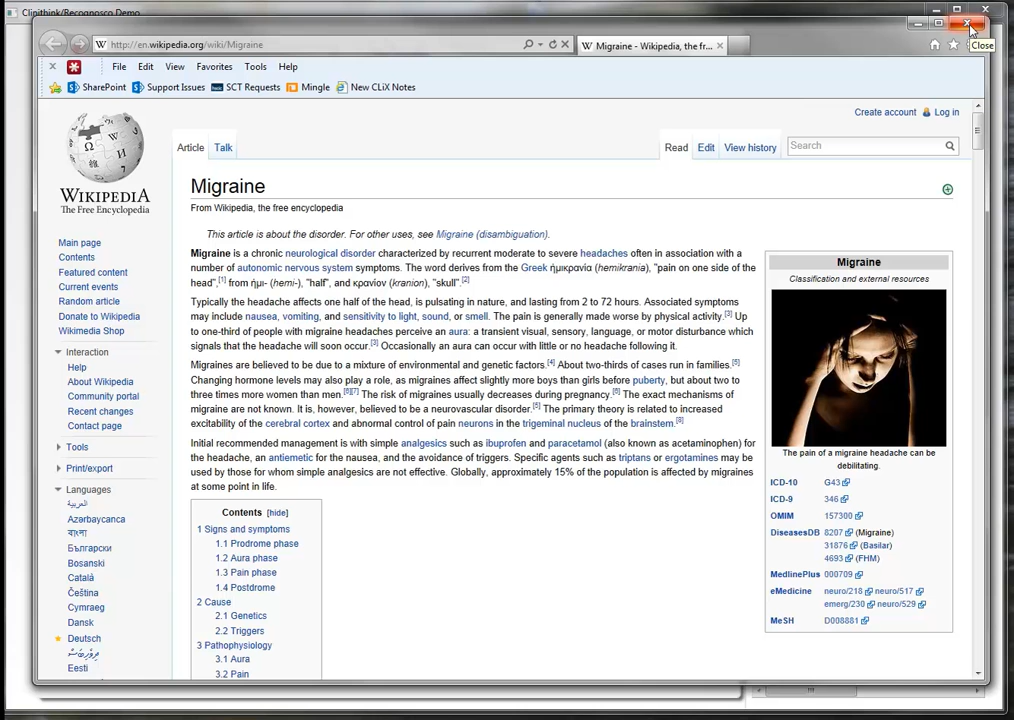 Clinithink/Recognosco Demo
Close
http://en.wikipedia.org/wiki/Migraine
Migraine - Wikipedia, the fr...
File Edit View Favorites Tools Help
SharePoint Support Issues SCT Requests Mingle New CLiX Notes
Create account Log in
Article Talk Read Edit View history Search
WIKIPEDIA
The Free Encyclopedia
Main page
Contents
Featured content
Current events
Random article
Donate to Wikipedia
Wikimedia Shop
Interaction
Help
About Wikipedia
Community portal
Recent changes
Contact page
Tools
Print/export
Languages
العربية
Azərbaycanca
বাংলা
Български
Bosanski
Català
Čeština
Cymraeg
Dansk
Deutsch
ދިވެހިބަސް
Eesti
Migraine
From Wikipedia, the free encyclopedia
This article is about the disorder. For other uses, see Migraine (disambiguation).
Migraine is a chronic neurological disorder characterized by recurrent moderate to severe headaches often in association with a
number of autonomic nervous system symptoms. The word derives from the Greek ἡμικρανία (hemikrania), "pain on one side of the
head",[1] from ἡμι- (hemi-), "half", and κρανίον (kranion), "skull".[2]
Typically the headache affects one half of the head, is pulsating in nature, and lasting from 2 to 72 hours. Associated symptoms
may include nausea, vomiting, and sensitivity to light, sound, or smell. The pain is generally made worse by physical activity.[3] Up
to one-third of people with migraine headaches perceive an aura: a transient visual, sensory, language, or motor disturbance which
signals that the headache will soon occur.[3] Occasionally an aura can occur with little or no headache following it.
Migraines are believed to be due to a mixture of environmental and genetic factors.[4] About two-thirds of cases run in families.[5]
Changing hormone levels may also play a role, as migraines affect slightly more boys than girls before puberty, but about two to
three times more women than men.[6][7] The risk of migraines usually decreases during pregnancy.[6] The exact mechanisms of
migraine are not known. It is, however, believed to be a neurovascular disorder.[5] The primary theory is related to increased
excitability of the cerebral cortex and abnormal control of pain neurons in the trigeminal nucleus of the brainstem.[8]
Initial recommended management is with simple analgesics such as ibuprofen and paracetamol (also known as acetaminophen) for
the headache, an antiemetic for the nausea, and the avoidance of triggers. Specific agents such as triptans or ergotamines may be
used by those for whom simple analgesics are not effective. Globally, approximately 15% of the population is affected by migraines
at some point in life.
Contents [hide]
1 Signs and symptoms
1.1 Prodrome phase
1.2 Aura phase
1.3 Pain phase
1.4 Postdrome
2 Cause
2.1 Genetics
2.2 Triggers
3 Pathophysiology
3.1 Aura
3.2 Pain
Migraine
Classification and external resources
The pain of a migraine headache can be
debilitating.
ICD-10 G43
ICD-9 346
OMIM 157300
DiseasesDB 8207 (Migraine)
31876 (Basilar)
4693 (FHM)
MedlinePlus 000709
eMedicine neuro/218 neuro/517
emerg/230 neuro/529
MeSH D008881